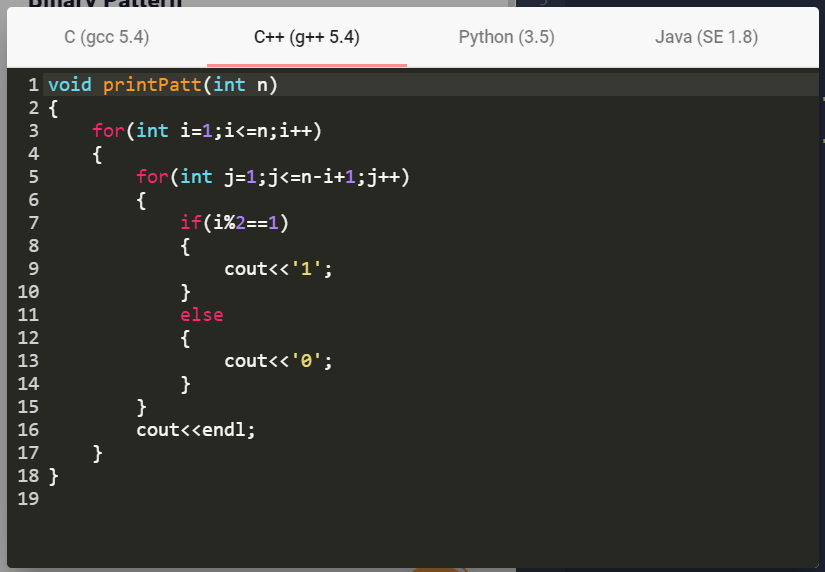 Binary Pattern
C (gcc 5.4) C++ (g++ 5.4) Python (3.5) Java (SE 1.8)
1 void printPatt(int n)
2 {
3     for(int i=1;i<=n;i++)
4     {
5         for(int j=1;j<=n-i+1;j++)
6         {
7             if(i%2==1)
8             {
9                 cout<<'1';
10             }
11             else
12             {
13                 cout<<'0';
14             }
15         }
16         cout<<endl;
17     }
18 }
19